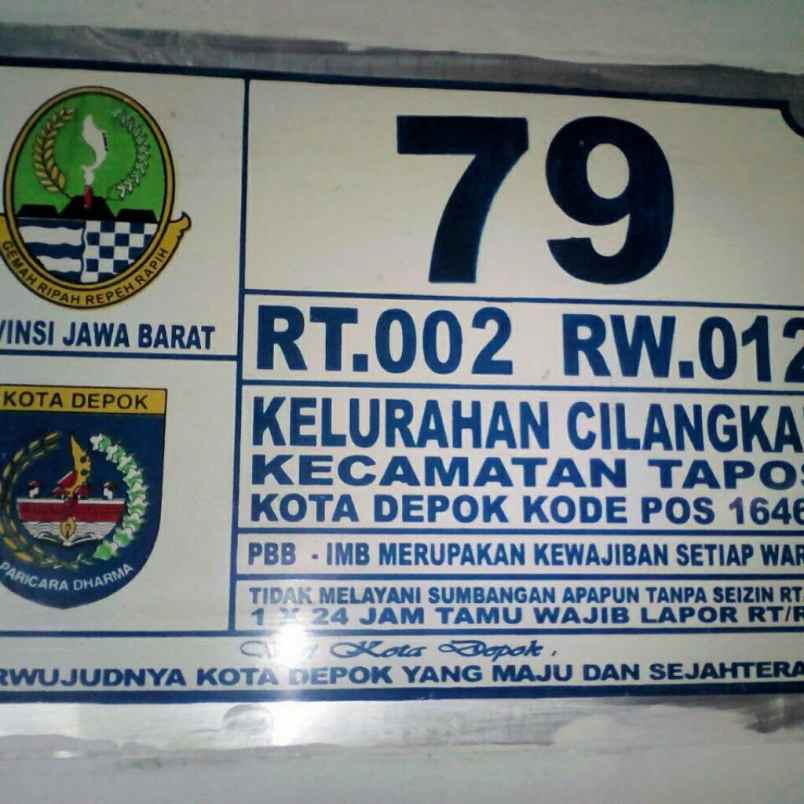 GEMAH RIPAH REPEH RAPIH
VINSI JAWA BARAT
KOTA DEPOK
PARICARA DHARMA
79
RT.002 RW.012
KELURAHAN CILANGKA
KECAMATAN TAPOS
KOTA DEPOK KODE POS 1646
PBB - IMB MERUPAKAN KEWAJIBAN SETIAP WAR
TIDAK MELAYANI SUMBANGAN APAPUN TANPA SEIZIN RT
1 X 24 JAM TAMU WAJIB LAPOR RT/R
Kota Depok,
RWUJUDNYA KOTA DEPOK YANG MAJU DAN SEJAHTERA